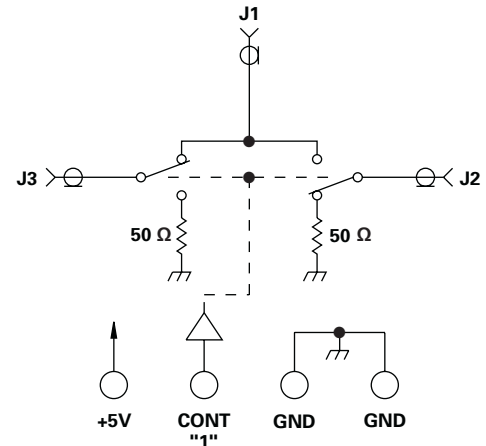 J1
J3
J2
50 Ω
50 Ω
+5V
CONT
"1"
GND
GND